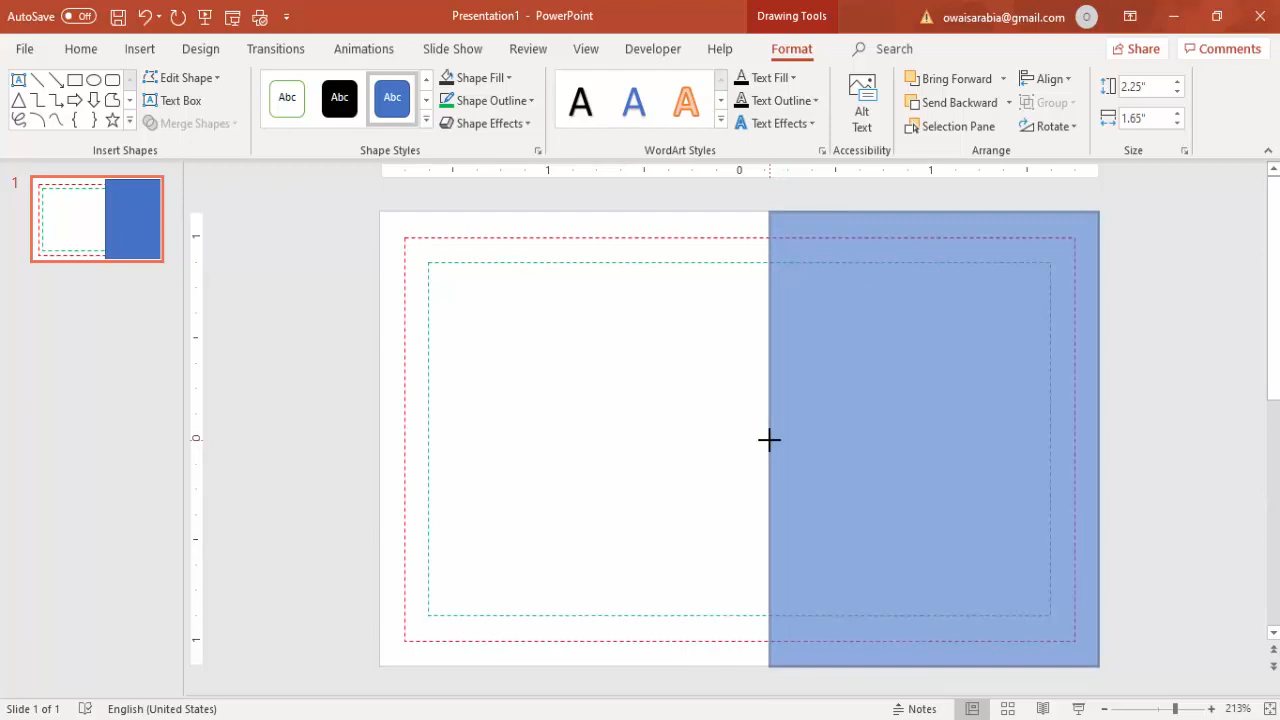 AutoSave Off Presentation1 - PowerPoint Drawing Tools owaisarabia@gmail.com O
File Home Insert Design Transitions Animations Slide Show Review View Developer Help Format Search Share Comments
Edit Shape Abc Abc Abc Shape Fill A A A Text Fill Bring Forward Align 2.25"
Text Box Shape Outline Text Outline Alt Text Send Backward Group 1.65"
Merge Shapes Shape Effects Text Effects Selection Pane Rotate
Insert Shapes Shape Styles WordArt Styles Accessibility Arrange Size
1 0 1
1
1
0
1
Slide 1 of 1 English (United States) Notes 213%